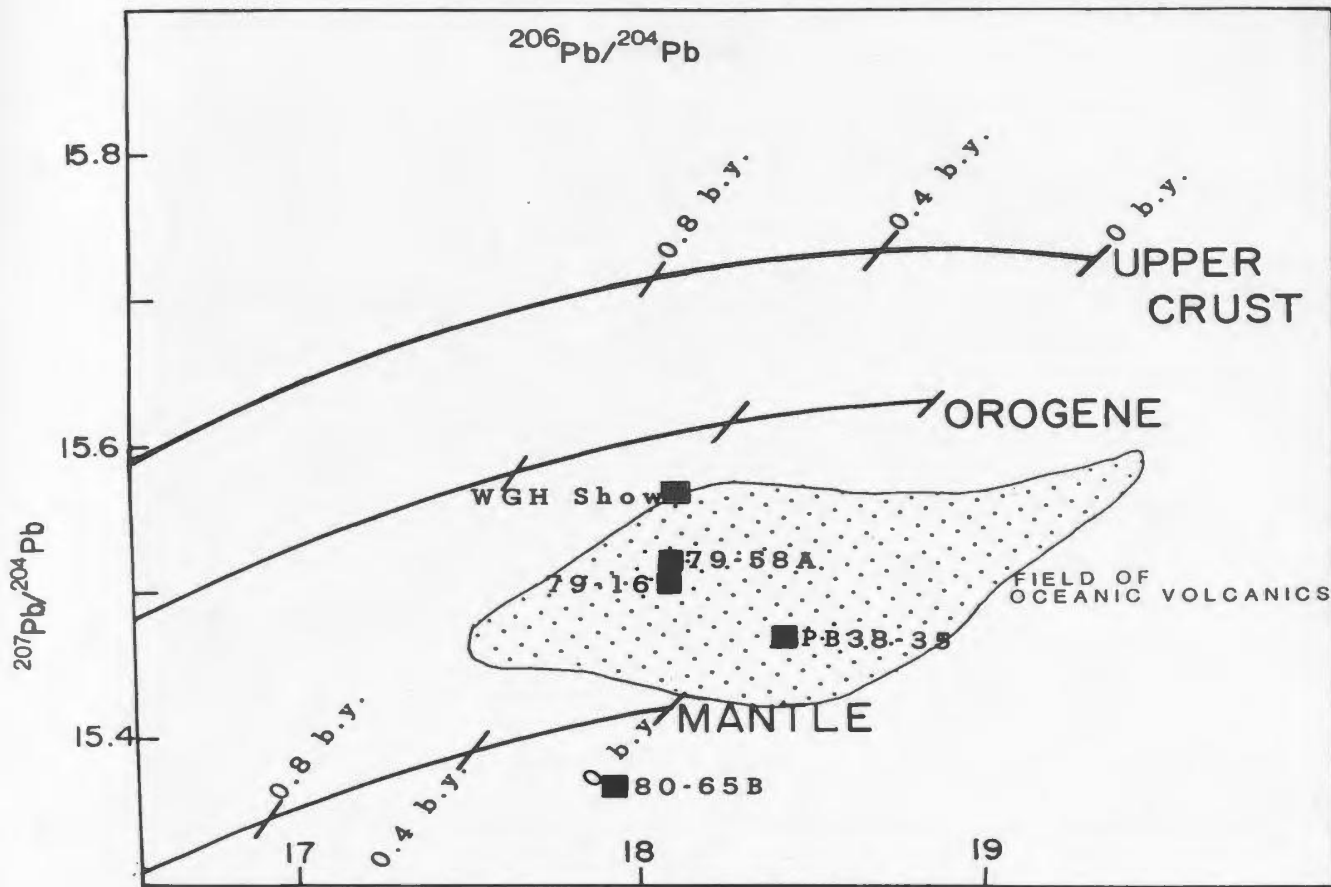 ²⁰⁶Pb/²⁰⁴Pb
15.8
0.8 b.y.
0.4 b.y.
0 b.y.
UPPER
CRUST
OROGENE
15.6
WGH Show
79-58A
79-16
FIELD OF
OCEANIC VOLCANICS
PB38-35
²⁰⁷Pb/²⁰⁴Pb
MANTLE
15.4
0.8 b.y.
0.4 b.y.
0 b.y
80-65B
17
18
19